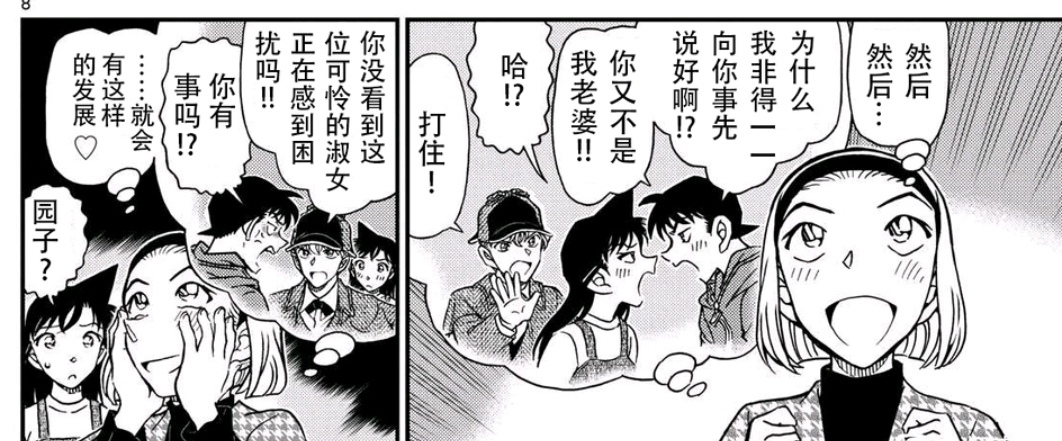 8
然后
然后…
为什么
我非得一一
向你事先
说好啊!?
你又不是
我老婆!!
哈!?
打住！
你没看到这
位可怜的淑女
正在感到困
扰吗!!
你有
事吗!?
……就会
有这样
的发展
♡
园子?